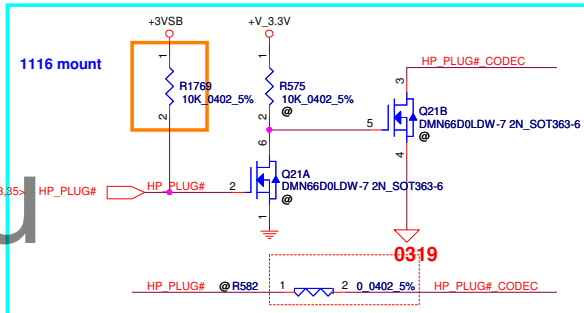 +3VSB
+V_3.3V
1116 mount
1
1
R1769
10K_0402_5%
R575
10K_0402_5%
@
2
2
HP_PLUG#_CODEC
3
5
Q21B
DMN66D0LDW-7 2N_SOT363-6
@
4
6
Q21A
DMN66D0LDW-7 2N_SOT363-6
@
2
1
,35> HP_PLUG#
HP_PLUG#
0319
HP_PLUG#
@ R582
1
2
0_0402_5%
HP_PLUG#_CODEC